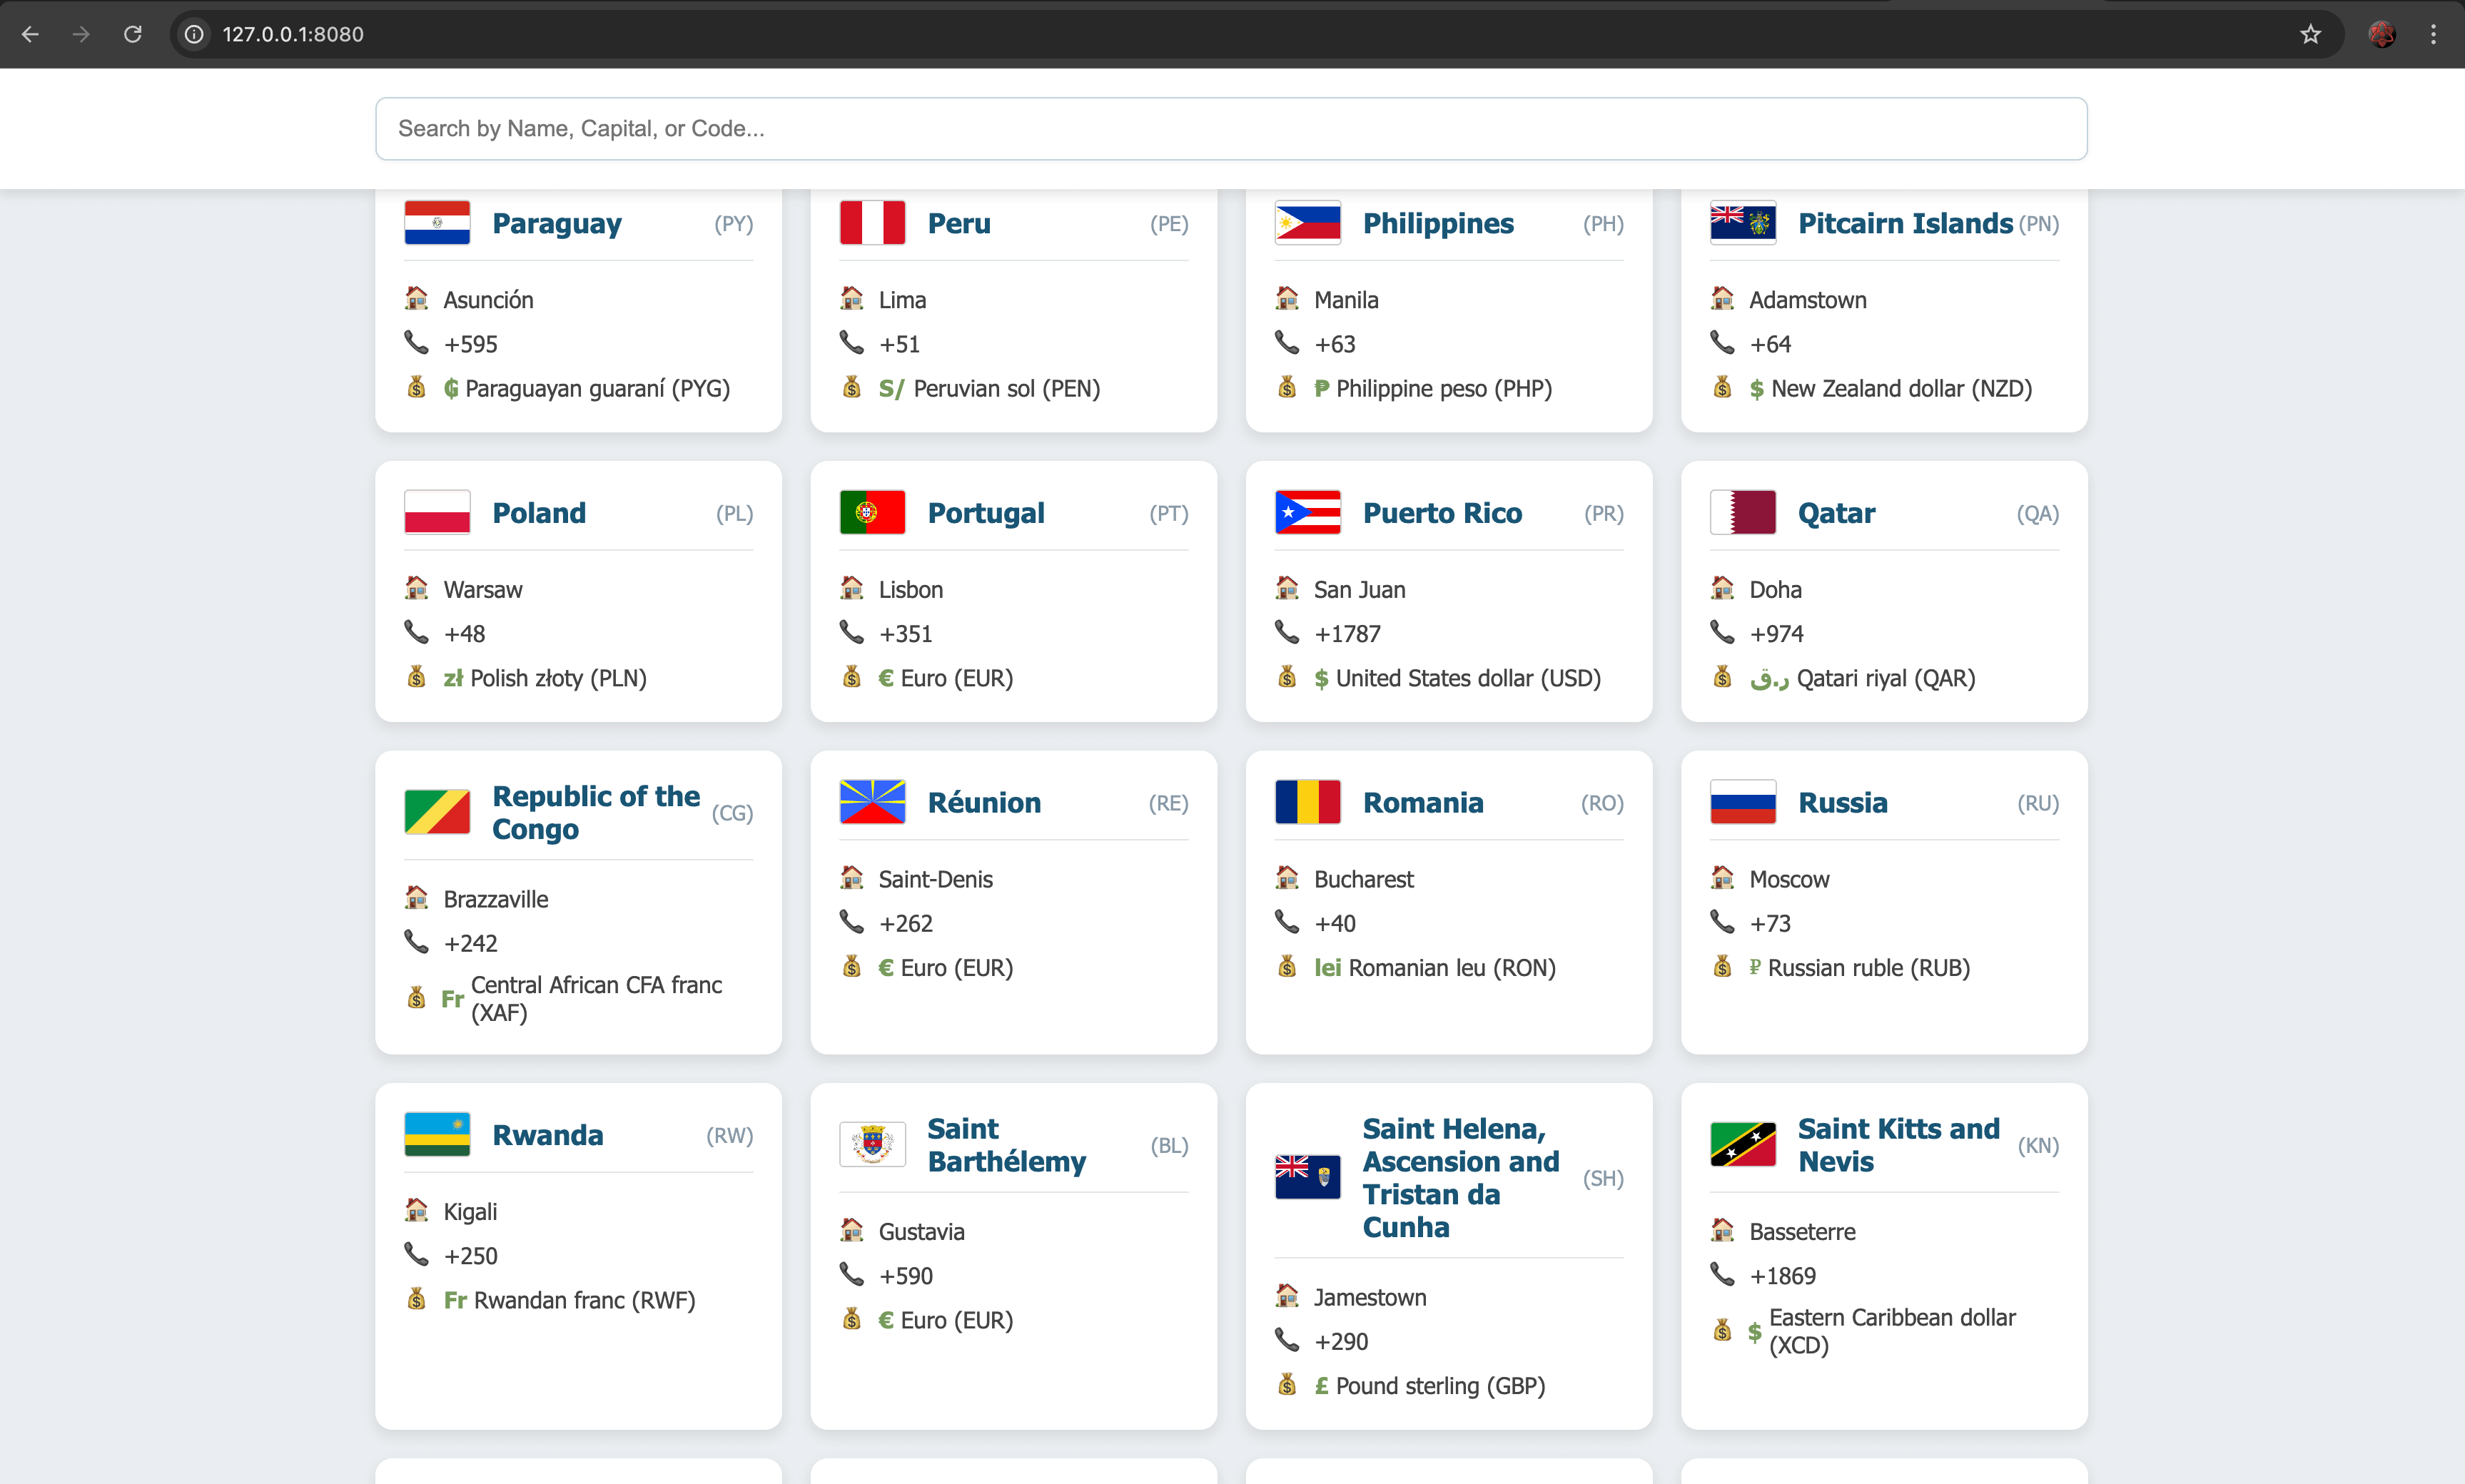 127.0.0.1:8080
Search by Name, Capital, or Code...
Paraguay (PY)
Asunción
+595
₲ Paraguayan guaraní (PYG)
Peru (PE)
Lima
+51
S/ Peruvian sol (PEN)
Philippines (PH)
Manila
+63
₱ Philippine peso (PHP)
Pitcairn Islands (PN)
Adamstown
+64
$ New Zealand dollar (NZD)
Poland (PL)
Warsaw
+48
zł Polish złoty (PLN)
Portugal (PT)
Lisbon
+351
€ Euro (EUR)
Puerto Rico (PR)
San Juan
+1787
$ United States dollar (USD)
Qatar (QA)
Doha
+974
ر.ق Qatari riyal (QAR)
Republic of the
Congo
(CG)
Brazzaville
+242
Fr Central African CFA franc
(XAF)
Réunion (RE)
Saint-Denis
+262
€ Euro (EUR)
Romania (RO)
Bucharest
+40
lei Romanian leu (RON)
Russia (RU)
Moscow
+73
₽ Russian ruble (RUB)
Rwanda (RW)
Kigali
+250
Fr Rwandan franc (RWF)
Saint
Barthélemy
(BL)
Gustavia
+590
€ Euro (EUR)
Saint Helena,
Ascension and
Tristan da
Cunha
(SH)
Jamestown
+290
£ Pound sterling (GBP)
Saint Kitts and
Nevis
(KN)
Basseterre
+1869
$ Eastern Caribbean dollar
(XCD)